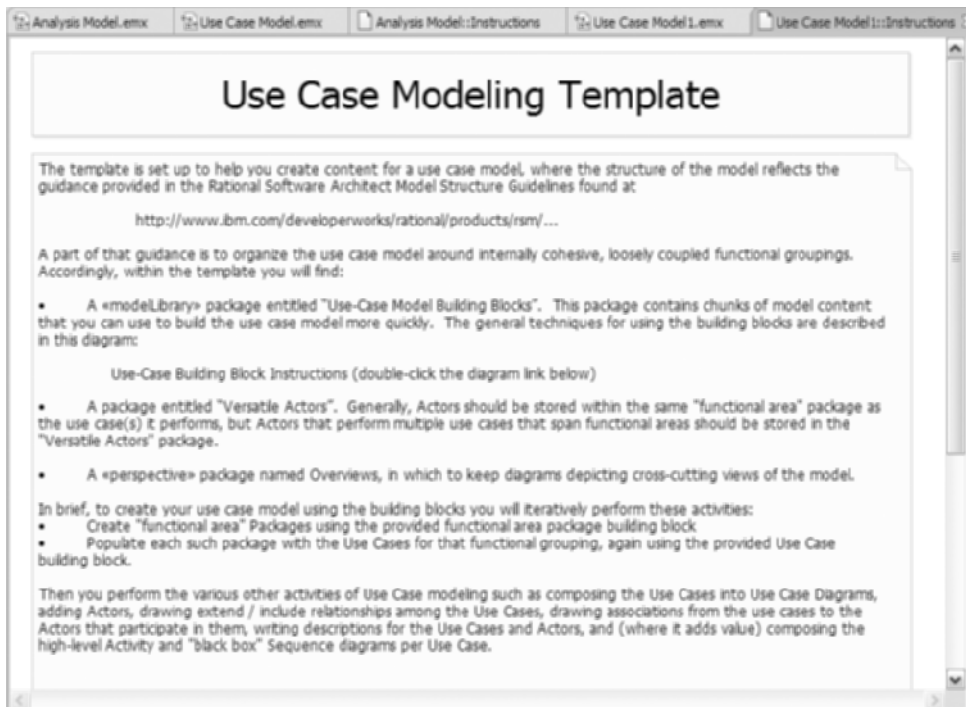 Analysis Model.emx Use Case Model.emx Analysis Model::Instructions Use Case Model1.emx Use Case Model1::Instructions
Use Case Modeling Template
The template is set up to help you create content for a use case model, where the structure of the model reflects the
guidance provided in the Rational Software Architect Model Structure Guidelines found at
http://www.ibm.com/developerworks/rational/products/rsm/...
A part of that guidance is to organize the use case model around internally cohesive, loosely coupled functional groupings.
Accordingly, within the template you will find:
• A «modelLibrary» package entitled "Use-Case Model Building Blocks". This package contains chunks of model content
that you can use to build the use case model more quickly. The general techniques for using the building blocks are described
in this diagram:
Use-Case Building Block Instructions (double-click the diagram link below)
• A package entitled "Versatile Actors". Generally, Actors should be stored within the same "functional area" package as
the use case(s) it performs, but Actors that perform multiple use cases that span functional areas should be stored in the
"Versatile Actors" package.
• A «perspective» package named Overviews, in which to keep diagrams depicting cross-cutting views of the model.
In brief, to create your use case model using the building blocks you will iteratively perform these activities:
• Create "functional area" Packages using the provided functional area package building block
• Populate each such package with the Use Cases for that functional grouping, again using the provided Use Case
building block.
Then you perform the various other activities of Use Case modeling such as composing the Use Cases into Use Case Diagrams,
adding Actors, drawing extend / include relationships among the Use Cases, drawing associations from the use cases to the
Actors that participate in them, writing descriptions for the Use Cases and Actors, and (where it adds value) composing the
high-level Activity and "black box" Sequence diagrams per Use Case.